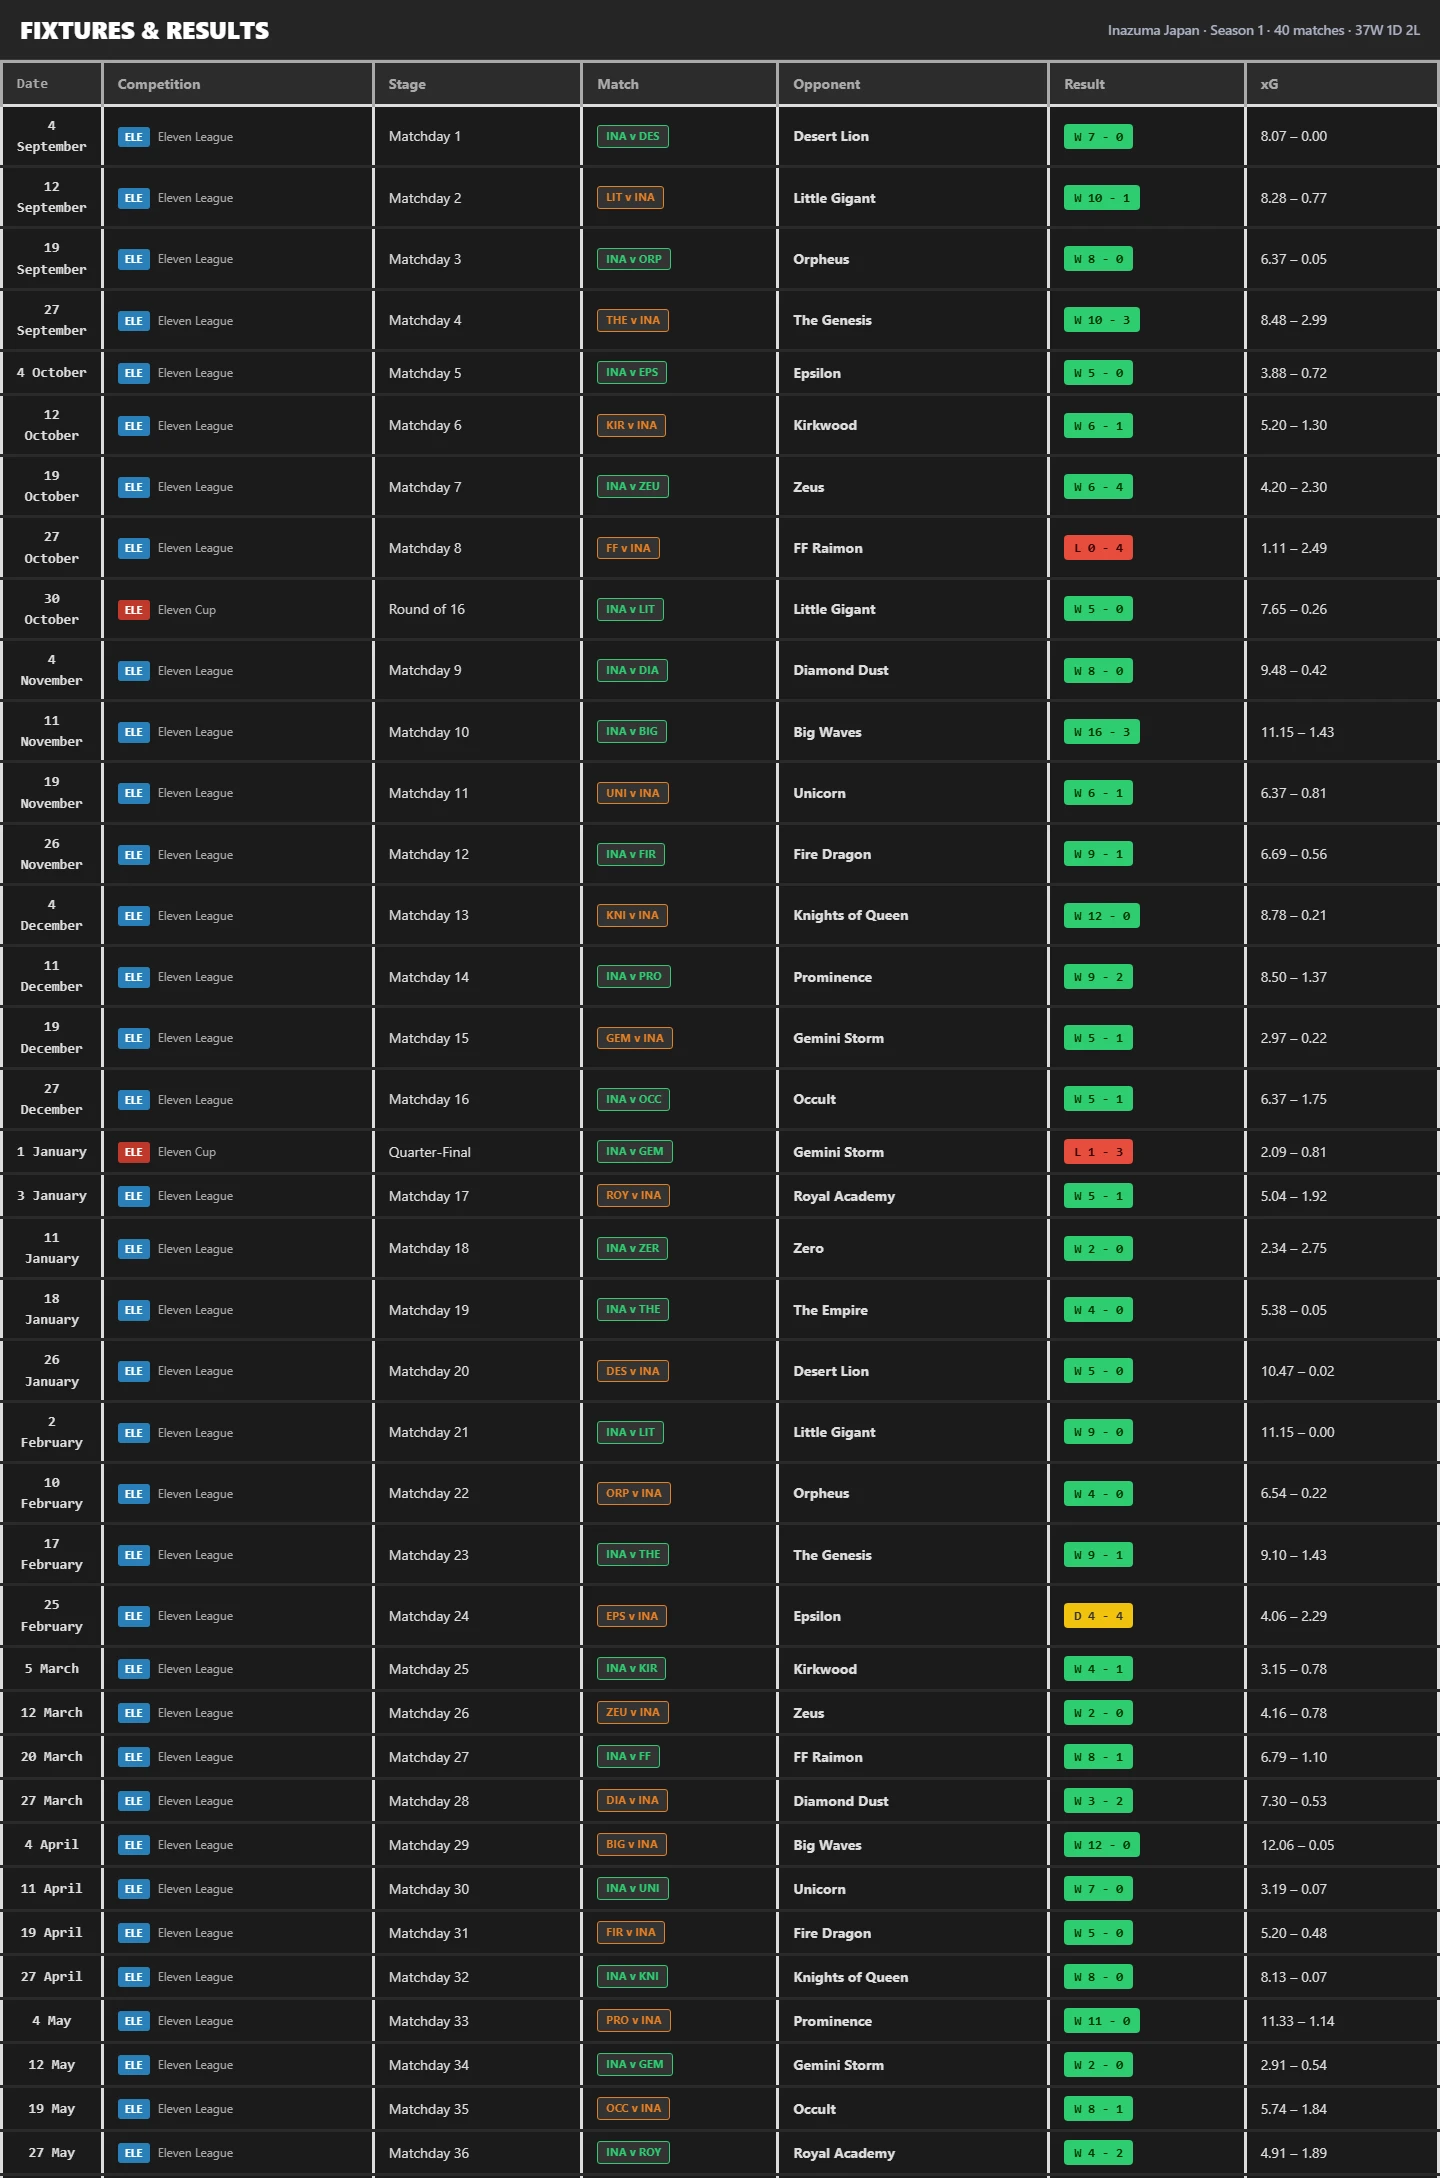 FIXTURES & RESULTS
Inazuma Japan · Season 1 · 40 matches · 37W 1D 2L
Date Competition Stage Match Opponent Result xG
4 September ELE Eleven League Matchday 1 INA v DES Desert Lion W 7 - 0 8.07 – 0.00
12 September ELE Eleven League Matchday 2 LIT v INA Little Gigant W 10 - 1 8.28 – 0.77
19 September ELE Eleven League Matchday 3 INA v ORP Orpheus W 8 - 0 6.37 – 0.05
27 September ELE Eleven League Matchday 4 THE v INA The Genesis W 10 - 3 8.48 – 2.99
4 October ELE Eleven League Matchday 5 INA v EPS Epsilon W 5 - 0 3.88 – 0.72
12 October ELE Eleven League Matchday 6 KIR v INA Kirkwood W 6 - 1 5.20 – 1.30
19 October ELE Eleven League Matchday 7 INA v ZEU Zeus W 6 - 4 4.20 – 2.30
27 October ELE Eleven League Matchday 8 FF v INA FF Raimon L 0 - 4 1.11 – 2.49
30 October ELE Eleven Cup Round of 16 INA v LIT Little Gigant W 5 - 0 7.65 – 0.26
4 November ELE Eleven League Matchday 9 INA v DIA Diamond Dust W 8 - 0 9.48 – 0.42
11 November ELE Eleven League Matchday 10 INA v BIG Big Waves W 16 - 3 11.15 – 1.43
19 November ELE Eleven League Matchday 11 UNI v INA Unicorn W 6 - 1 6.37 – 0.81
26 November ELE Eleven League Matchday 12 INA v FIR Fire Dragon W 9 - 1 6.69 – 0.56
4 December ELE Eleven League Matchday 13 KNI v INA Knights of Queen W 12 - 0 8.78 – 0.21
11 December ELE Eleven League Matchday 14 INA v PRO Prominence W 9 - 2 8.50 – 1.37
19 December ELE Eleven League Matchday 15 GEM v INA Gemini Storm W 5 - 1 2.97 – 0.22
27 December ELE Eleven League Matchday 16 INA v OCC Occult W 5 - 1 6.37 – 1.75
1 January ELE Eleven Cup Quarter-Final INA v GEM Gemini Storm L 1 - 3 2.09 – 0.81
3 January ELE Eleven League Matchday 17 ROY v INA Royal Academy W 5 - 1 5.04 – 1.92
11 January ELE Eleven League Matchday 18 INA v ZER Zero W 2 - 0 2.34 – 2.75
18 January ELE Eleven League Matchday 19 INA v THE The Empire W 4 - 0 5.38 – 0.05
26 January ELE Eleven League Matchday 20 DES v INA Desert Lion W 5 - 0 10.47 – 0.02
2 February ELE Eleven League Matchday 21 INA v LIT Little Gigant W 9 - 0 11.15 – 0.00
10 February ELE Eleven League Matchday 22 ORP v INA Orpheus W 4 - 0 6.54 – 0.22
17 February ELE Eleven League Matchday 23 INA v THE The Genesis W 9 - 1 9.10 – 1.43
25 February ELE Eleven League Matchday 24 EPS v INA Epsilon D 4 - 4 4.06 – 2.29
5 March ELE Eleven League Matchday 25 INA v KIR Kirkwood W 4 - 1 3.15 – 0.78
12 March ELE Eleven League Matchday 26 ZEU v INA Zeus W 2 - 0 4.16 – 0.78
20 March ELE Eleven League Matchday 27 INA v FF FF Raimon W 8 - 1 6.79 – 1.10
27 March ELE Eleven League Matchday 28 DIA v INA Diamond Dust W 3 - 2 7.30 – 0.53
4 April ELE Eleven League Matchday 29 BIG v INA Big Waves W 12 - 0 12.06 – 0.05
11 April ELE Eleven League Matchday 30 INA v UNI Unicorn W 7 - 0 3.19 – 0.07
19 April ELE Eleven League Matchday 31 FIR v INA Fire Dragon W 5 - 0 5.20 – 0.48
27 April ELE Eleven League Matchday 32 INA v KNI Knights of Queen W 8 - 0 8.13 – 0.07
4 May ELE Eleven League Matchday 33 PRO v INA Prominence W 11 - 0 11.33 – 1.14
12 May ELE Eleven League Matchday 34 INA v GEM Gemini Storm W 2 - 0 2.91 – 0.54
19 May ELE Eleven League Matchday 35 OCC v INA Occult W 8 - 1 5.74 – 1.84
27 May ELE Eleven League Matchday 36 INA v ROY Royal Academy W 4 - 2 4.91 – 1.89